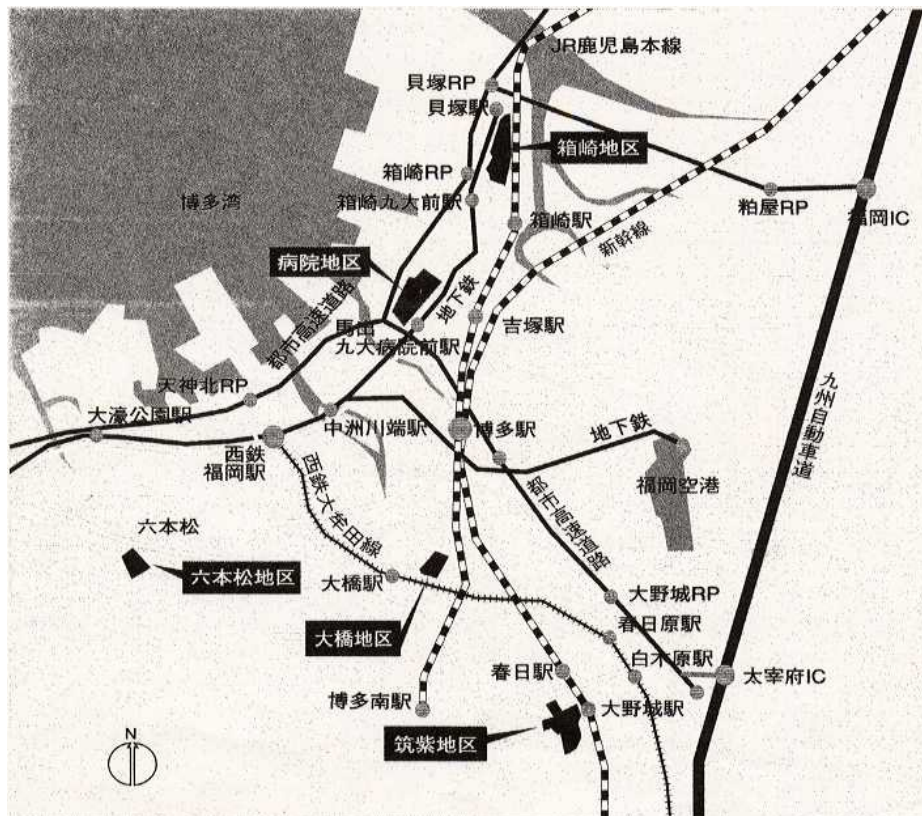 JR鹿児島本線
貝塚RP
貝塚駅
箱崎地区
箱崎RP
博多湾
箱崎九大前駅
粕屋RP
福岡IC
箱崎駅
新幹線
病院地区
都市高速道路
地下鉄
馬出
九大病院前駅
吉塚駅
天神北RP
九州自動車道
大濠公園駅
中洲川端駅
博多駅
地下鉄
西鉄
福岡駅
西鉄大牟田線
福岡空港
都市高速道路
六本松
六本松地区
大橋駅
大野城RP
春日原駅
大橋地区
白木原駅
春日駅
太宰府IC
博多南駅
大野城駅
筑紫地区
N